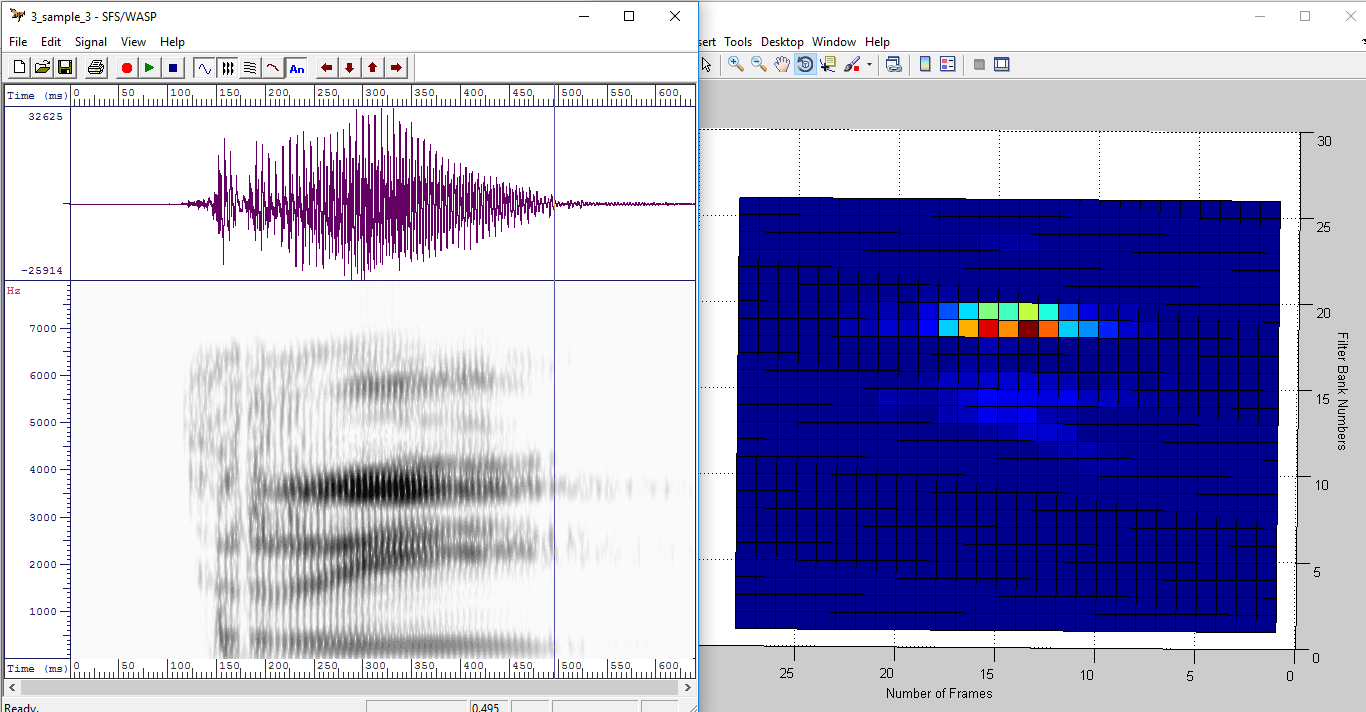 3_sample_3 - SFS/WASP
File Edit Signal View Help
An
Time (ms) 0 50 100 150 200 250 300 350 400 450 500 550 600
32625
-25914
Hz
7000
6000
5000
4000
3000
2000
1000
Time (ms) 0 50 100 150 200 250 300 350 400 450 500 550 600
Ready. 0.495
sert Tools Desktop Window Help
30
25
20
15
10
5
0
Filter Bank Numbers
25 20 15 10 5 0
Number of Frames